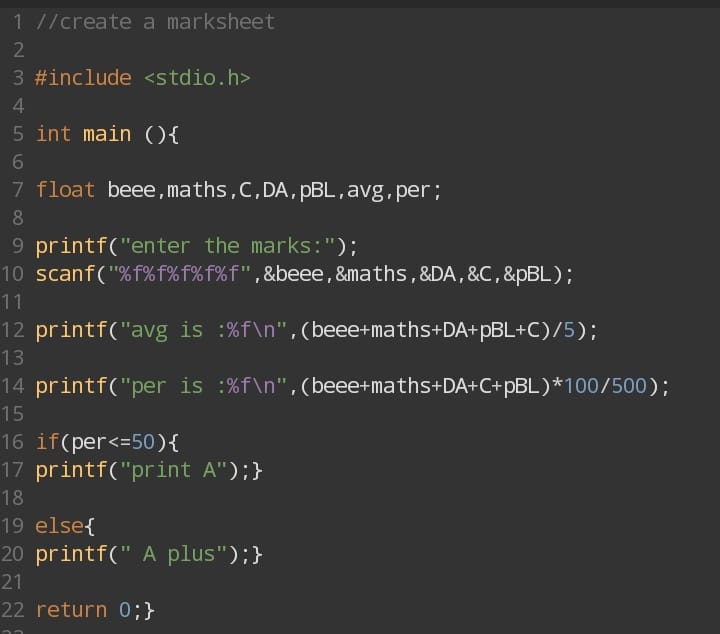 1 //create a marksheet
2
3 #include <stdio.h>
4
5 int main (){
6
7 float beee,maths,C,DA,pBL,avg,per;
8
9 printf("enter the marks:");
10 scanf("%f%f%f%f%f",&beee,&maths,&DA,&C,&pBL);
11
12 printf("avg is :%f\n",(beee+maths+DA+pBL+C)/5);
13
14 printf("per is :%f\n",(beee+maths+DA+C+pBL)*100/500);
15
16 if(per<=50){
17 printf("print A");}
18
19 else{
20 printf(" A plus");}
21
22 return 0;}